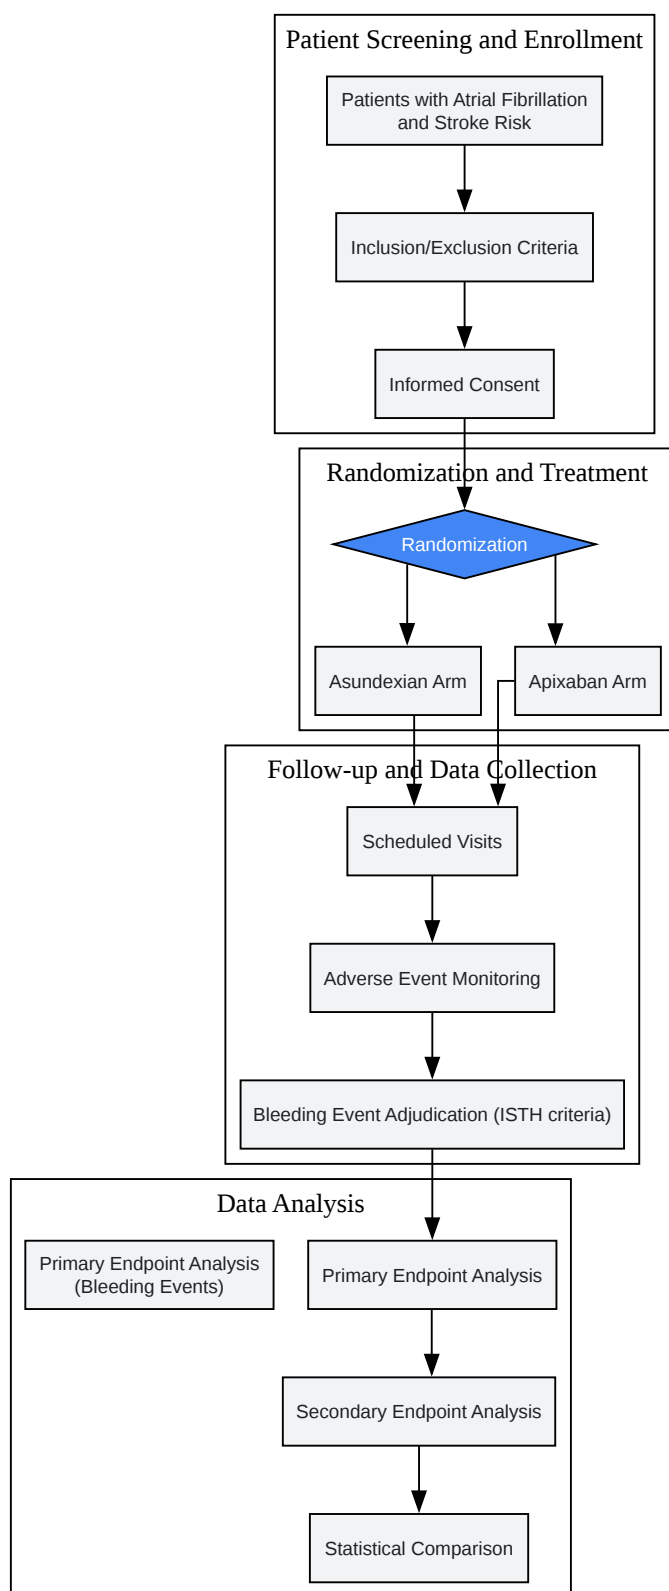 Patient Screening and Enrollment
Patients with Atrial Fibrillation
and Stroke Risk
Inclusion/Exclusion Criteria
Informed Consent
Randomization and Treatment
Randomization
Asundexian Arm
Apixaban Arm
Follow-up and Data Collection
Scheduled Visits
Adverse Event Monitoring
Bleeding Event Adjudication (ISTH criteria)
Data Analysis
Primary Endpoint Analysis
(Bleeding Events)
Primary Endpoint Analysis
Secondary Endpoint Analysis
Statistical Comparison